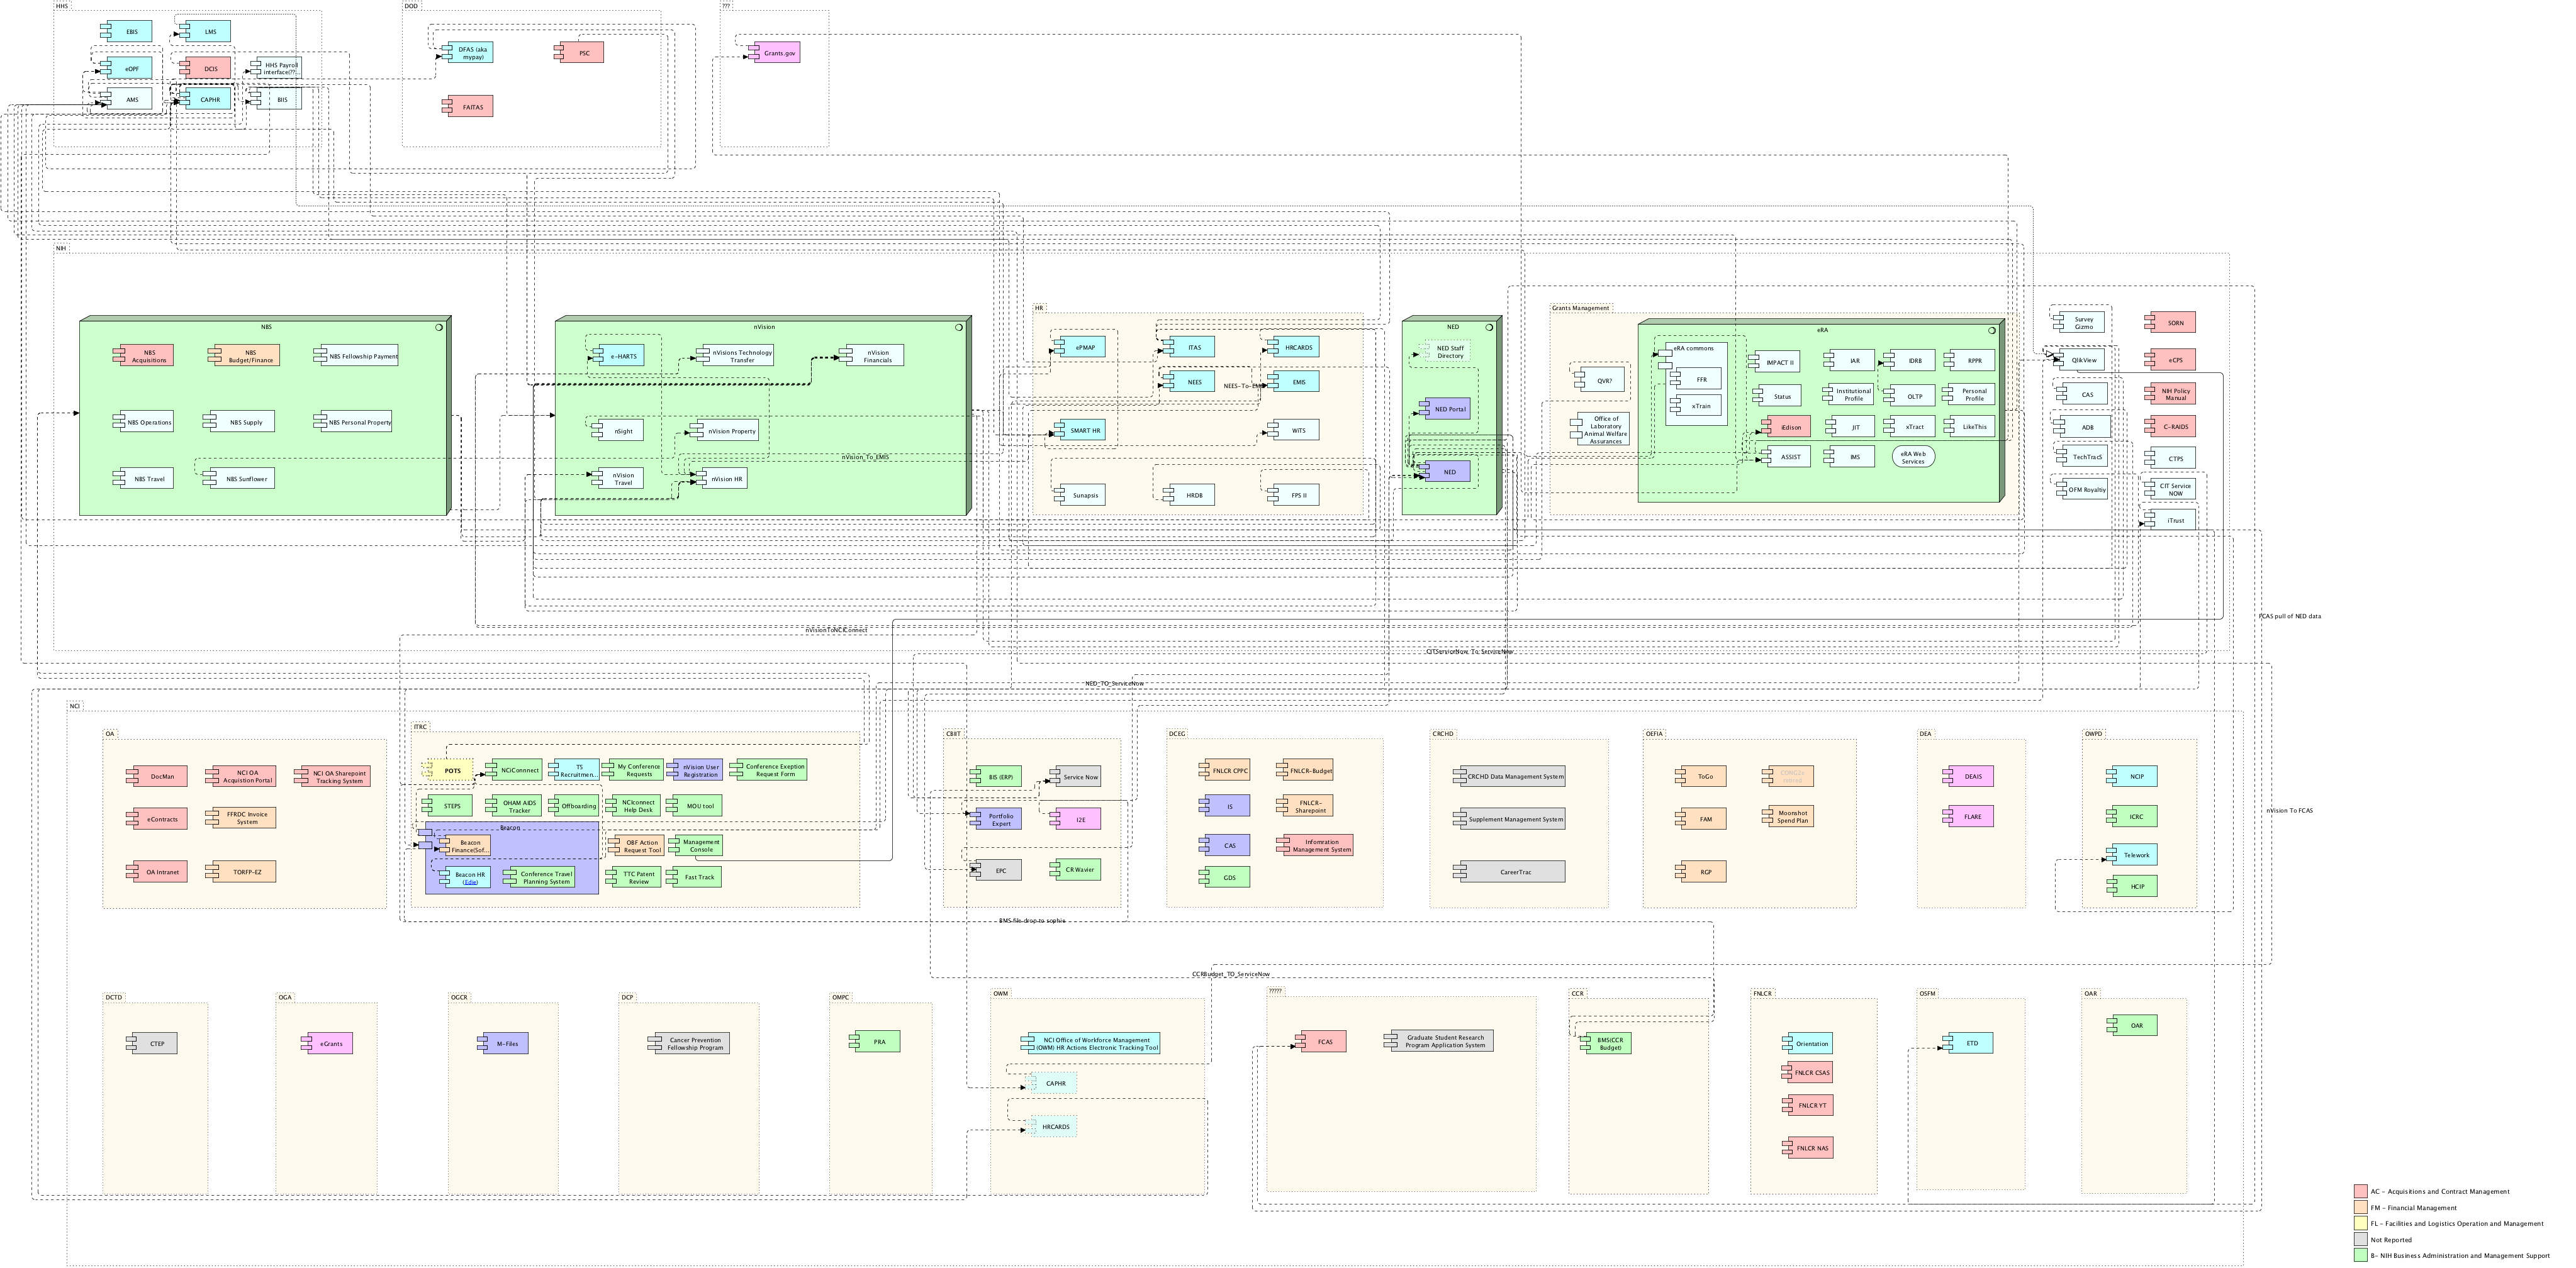 HHS
EBIS
LMS
eOPF
DCIS
HHS Payroll
interface(??...
AMS
CAPHR
BIIS
DOD
DFAS (aka
mypay)
PSC
FAITAS
???
Grants.gov
NIH
NBS
NBS
Acquisitions
NBS
Budget/Finance
NBS Fellowship Payment
NBS Operations
NBS Supply
NBS Personal Property
NBS Travel
NBS Sunflower
nVision
e-HARTS
nVisions Technology
Transfer
nVision
Financials
nSight
nVision Property
nVision_To_EMIS
nVision
Travel
nVision HR
HR
ePMAP
ITAS
HRCARDS
NEES
EMIS
SMART HR
WiTS
Sunapsis
HRDB
FPS II
NED
NED Staff
Directory
NED Portal
NED
Grants Management
QVR?
Office of
Laboratory
Animal Welfare
Assurances
eRA
eRA commons
FFR
xTrain
IMPACT II
IAR
IDRB
RPPR
Status
Institutional
Profile
OLTP
Personal
Profile
iEdison
JIT
xTract
LikeThis
ASSIST
IMS
eRA Web
Services
Survey
Gizmo
SORN
QlikView
eCPS
CAS
NIH Policy
Manual
ADB
C-RAIDS
TechTracS
CTPS
OFM Royaltiy
CIT Service
NOW
iTrust
FCAS pull of NED data
nVisionToNCIConnect
CITServiceNow_To_ServiceNow
NED_TO_ServiceNow
NCI
OA
DocMan
NCI OA
Acquistion Portal
NCI OA Sharepoint
Tracking System
eContracts
FFRDC Invoice
System
OA Intranet
TORFP-EZ
ITRC
POTS
NCIConnnect
TS
Recruitmen...
My Conference
Requests
nVision User
Registration
Conference Exeption
Request Form
STEPS
OHAM AIDS
Tracker
Offboarding
NCIconnect
Help Desk
MOU tool
Beacon
Beacon
Finance(Sof...
OBF Action
Request Tool
Management
Console
Beacon HR
(Edie)
Conference Travel
Planning System
TTC Patent
Review
Fast Track
CBIIT
BIS (ERP)
Service Now
Portfolio
Expert
I2E
EPC
CR Wavier
DCEG
FNLCR CPPC
FNLCR-Budget
IS
FNLCR-
Sharepoint
CAS
Infomration
Management System
GDS
CRCHD
CRCHD Data Management System
Supplement Management System
CareerTrac
OEFIA
ToGo
FAM
Moonshot
Spend Plan
RGP
DEA
DEAIS
FLARE
OWPD
NCIP
ICRC
Telework
HCIP
nVision To FCAS
BMS file drop to sophie
CCRBudget_TO_ServiceNow
DCTD
CTEP
OGA
eGrants
OGCR
M-Files
DCP
Cancer Prevention
Fellowship Program
OMPC
PRA
OWM
NCI Office of Workforce Management
(OWM) HR Actions Electronic Tracking Tool
CAPHR
HRCARDS
?????
FCAS
Graduate Student Research
Program Application System
CCR
BMS(CCR
Budget)
FNLCR
Orientation
FNLCR CSAS
FNLCR YT
FNLCR NAS
OSFM
ETD
OAR
OAR
AC - Acquisitions and Contract Management
FM - Financial Management
FL - Facilities and Logistics Operation and Management
Not Reported
B- NIH Business Administration and Management Support